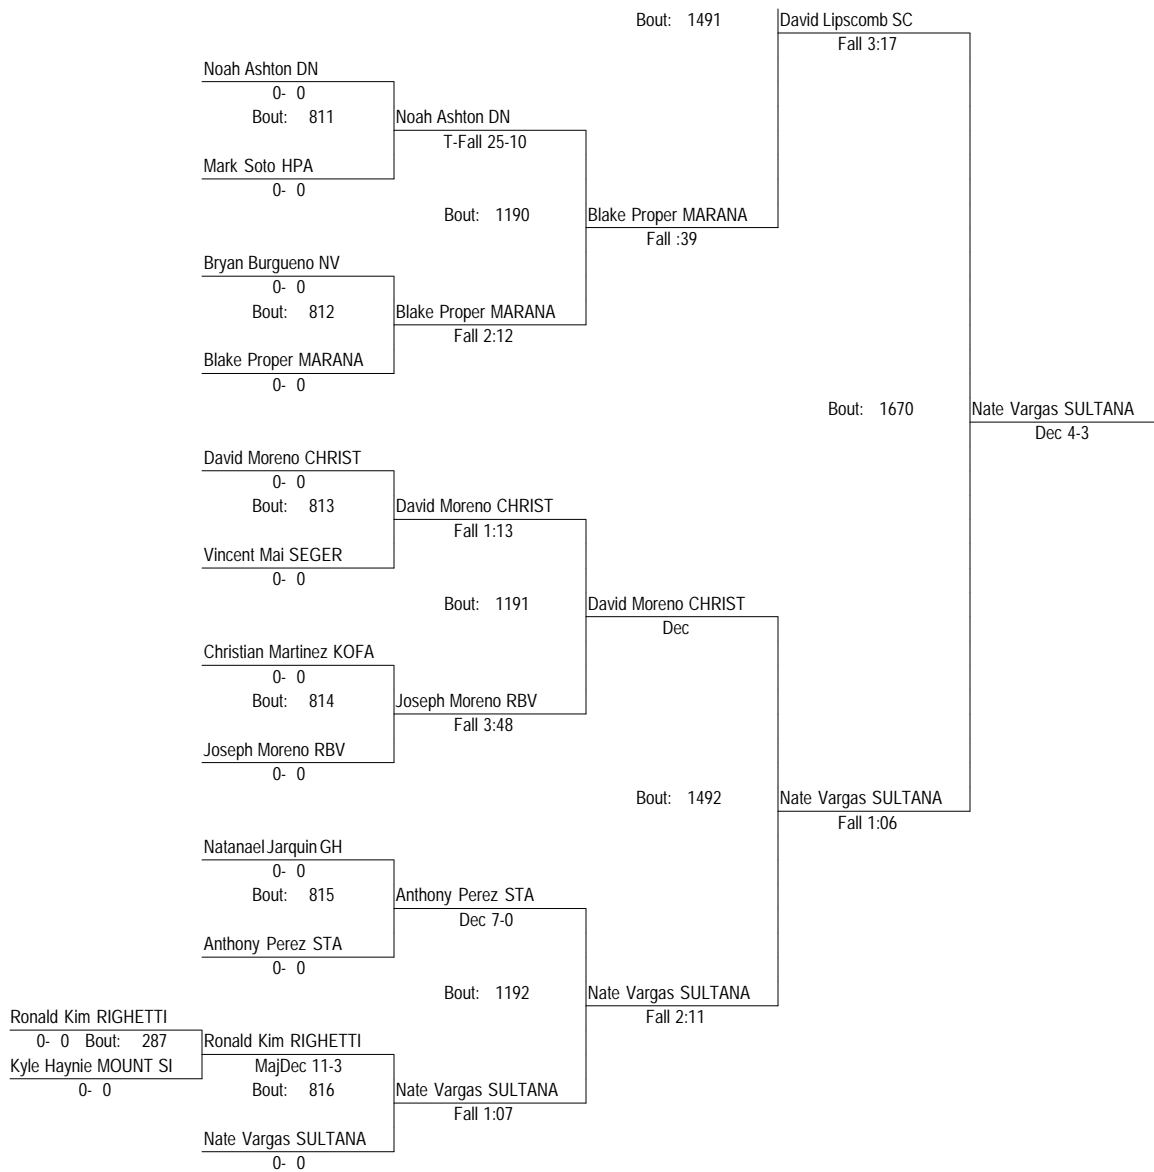 Bout: 1491
David Lipscomb SC
Fall 3:17
Noah Ashton DN
0- 0
Bout: 811
Noah Ashton DN
T-Fall 25-10
Mark Soto HPA
0- 0
Bout: 1190
Blake Proper MARANA
Fall :39
Bryan Burgueno NV
0- 0
Bout: 812
Blake Proper MARANA
Fall 2:12
Blake Proper MARANA
0- 0
Bout: 1670
Nate Vargas SULTANA
Dec 4-3
David Moreno CHRIST
0- 0
Bout: 813
David Moreno CHRIST
Fall 1:13
Vincent Mai SEGER
0- 0
Bout: 1191
David Moreno CHRIST
Dec
Christian Martinez KOFA
0- 0
Bout: 814
Joseph Moreno RBV
Fall 3:48
Joseph Moreno RBV
0- 0
Bout: 1492
Nate Vargas SULTANA
Fall 1:06
Natanael Jarquin GH
0- 0
Bout: 815
Anthony Perez STA
Dec 7-0
Anthony Perez STA
0- 0
Bout: 1192
Nate Vargas SULTANA
Fall 2:11
Ronald Kim RIGHETTI
0- 0 Bout: 287
Ronald Kim RIGHETTI
MajDec 11-3
Kyle Haynie MOUNT SI
0- 0
Bout: 816
Nate Vargas SULTANA
Fall 1:07
Nate Vargas SULTANA
0- 0